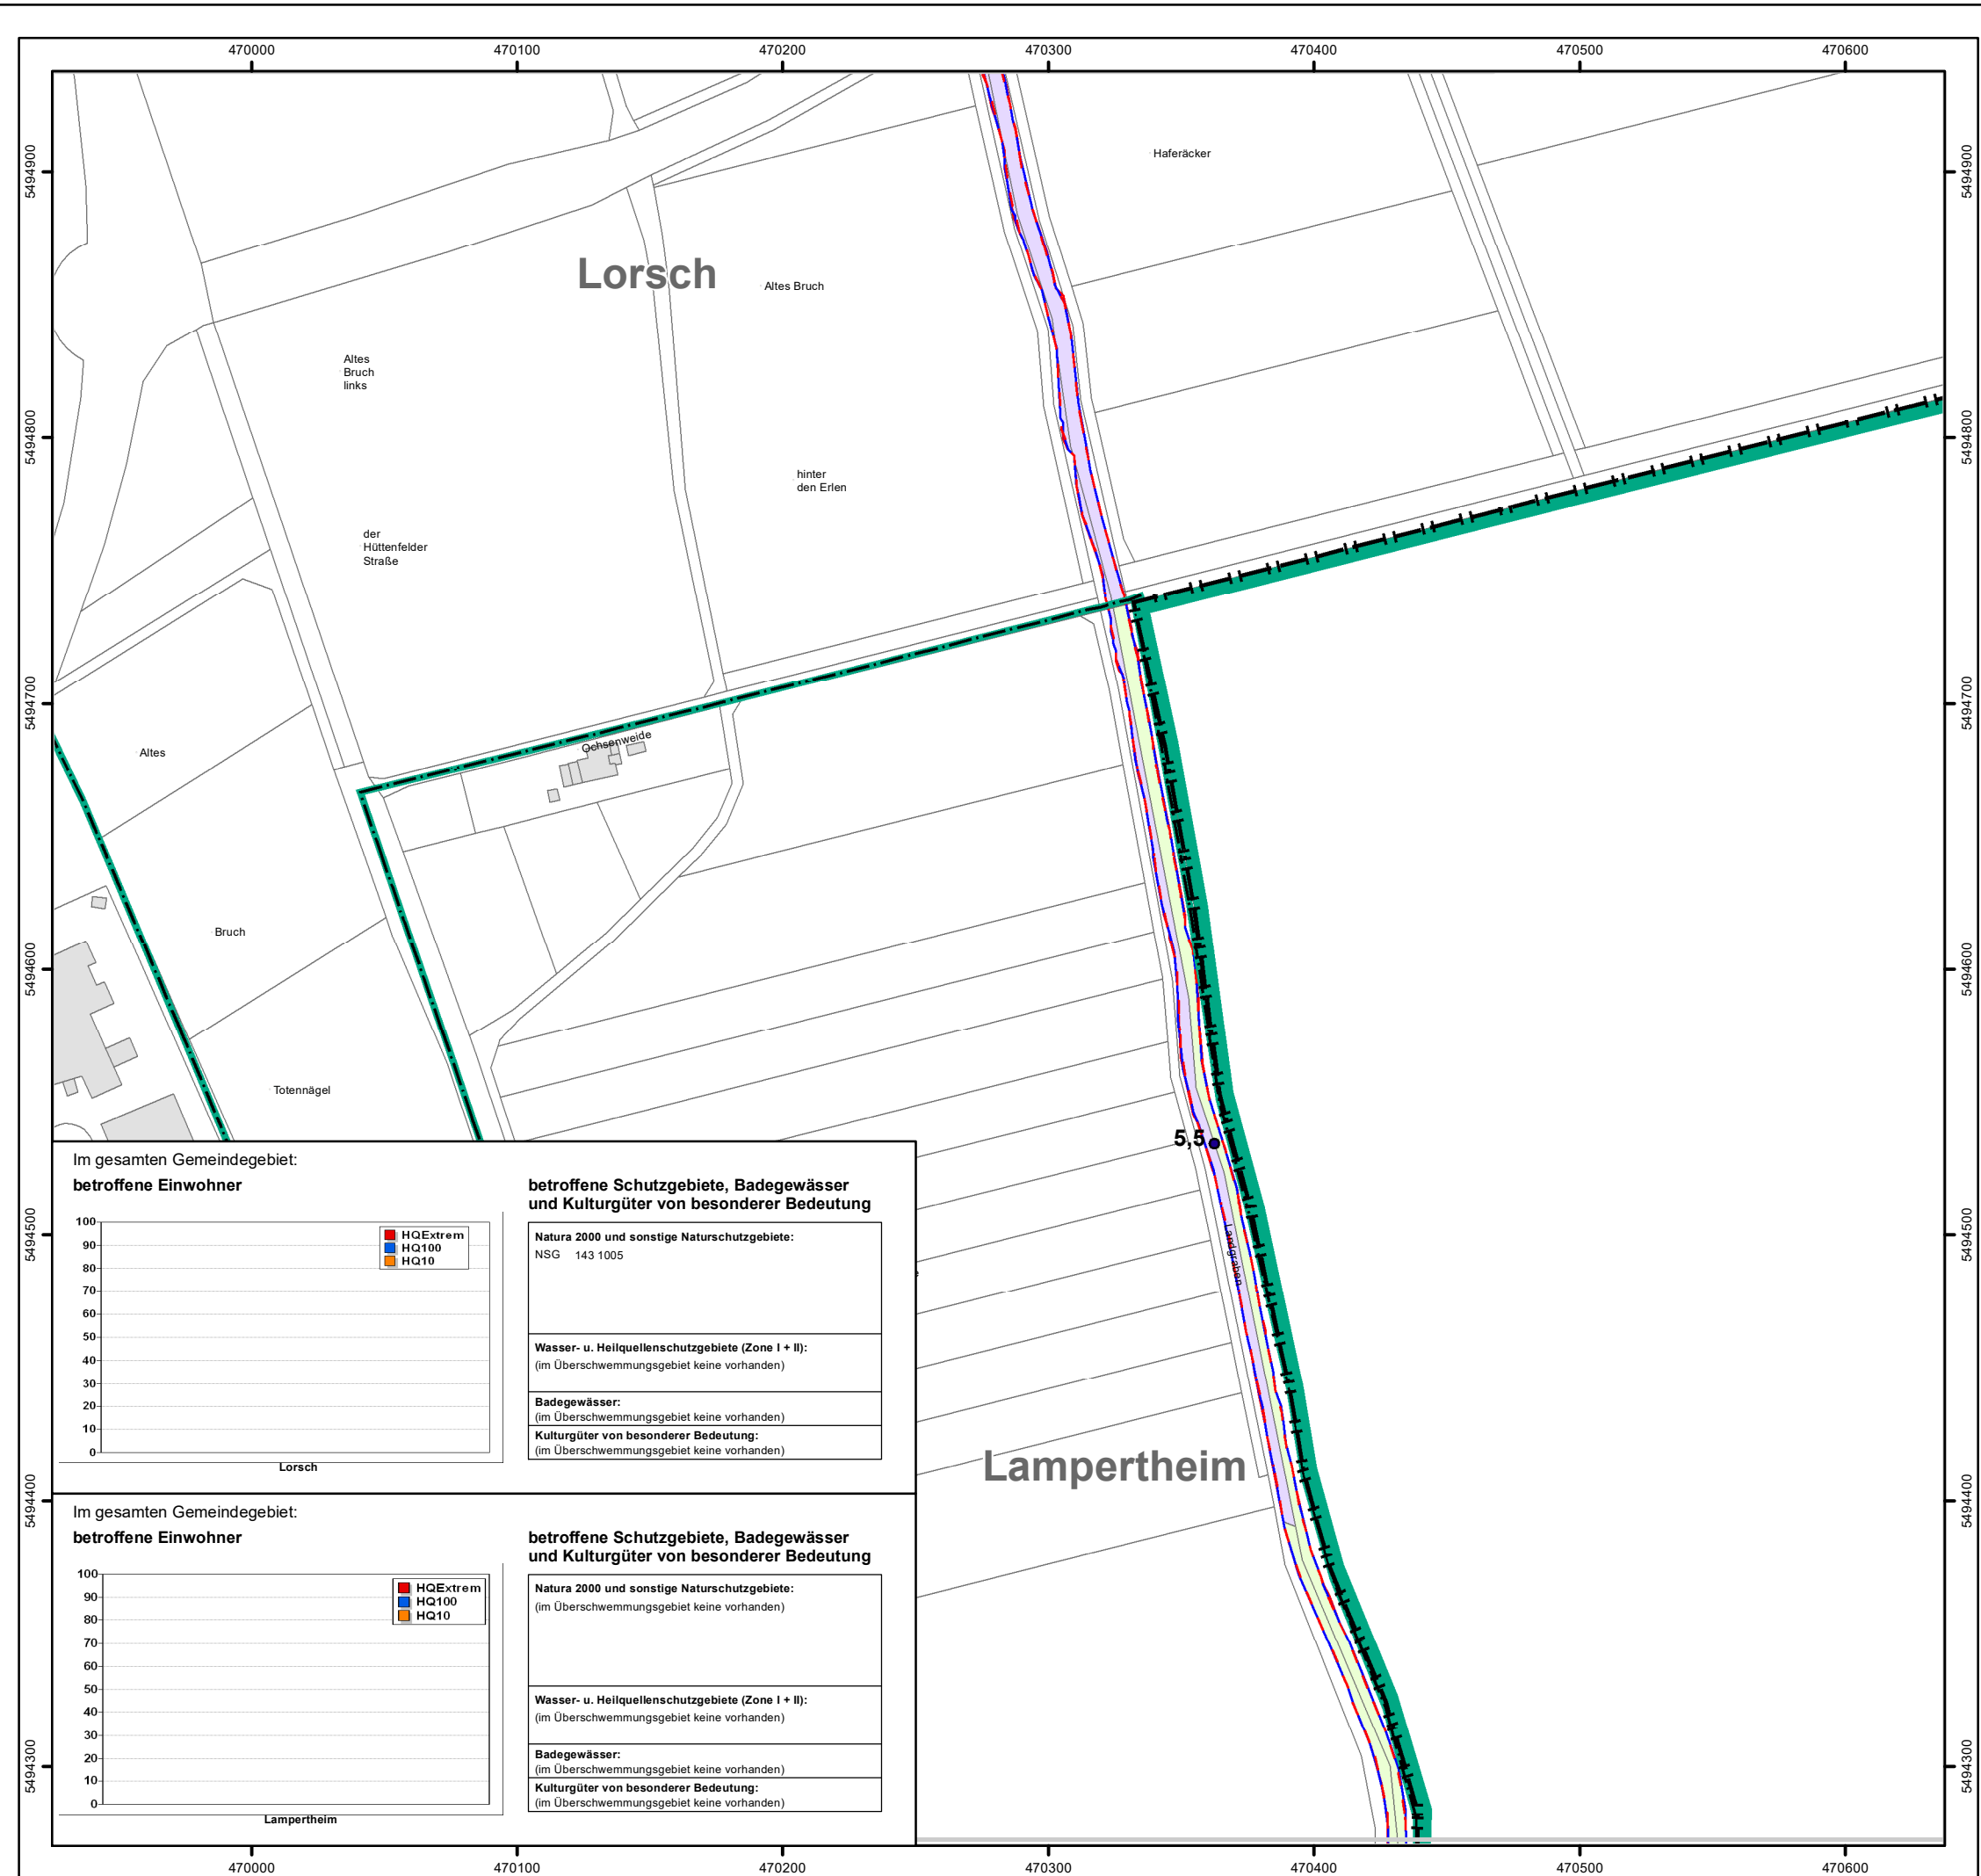 470000 470100 470200 470300 470400 470500 470600
5494900 5494900
Haferäcker
Lorsch
Altes Bruch
Altes
Bruch
links
5494800 5494800
hinter
den Erlen
der
Hüttenfelder
Straße
5494700 5494700
Ochsenweide
Altes
Bruch
5494600 5494600
Totennägel
5,5
Landgraben
5494500 5494500
Im gesamten Gemeindegebiet:
betroffene Einwohner
100
90
80
70
60
50
40
30
20
10
0
HQExtrem
HQ100
HQ10
Lorsch
betroffene Schutzgebiete, Badegewässer
und Kulturgüter von besonderer Bedeutung
Natura 2000 und sonstige Naturschutzgebiete:
NSG 143 1005
Wasser- u. Heilquellenschutzgebiete (Zone I + II):
(im Überschwemmungsgebiet keine vorhanden)
Badegewässer:
(im Überschwemmungsgebiet keine vorhanden)
Kulturgüter von besonderer Bedeutung:
(im Überschwemmungsgebiet keine vorhanden)
Lampertheim
5494400 5494400
Im gesamten Gemeindegebiet:
betroffene Einwohner
100
90
80
70
60
50
40
30
20
10
0
HQExtrem
HQ100
HQ10
Lampertheim
betroffene Schutzgebiete, Badegewässer
und Kulturgüter von besonderer Bedeutung
Natura 2000 und sonstige Naturschutzgebiete:
(im Überschwemmungsgebiet keine vorhanden)
Wasser- u. Heilquellenschutzgebiete (Zone I + II):
(im Überschwemmungsgebiet keine vorhanden)
Badegewässer:
(im Überschwemmungsgebiet keine vorhanden)
Kulturgüter von besonderer Bedeutung:
(im Überschwemmungsgebiet keine vorhanden)
5494300 5494300
470000 470100 470200 470300 470400 470500 470600